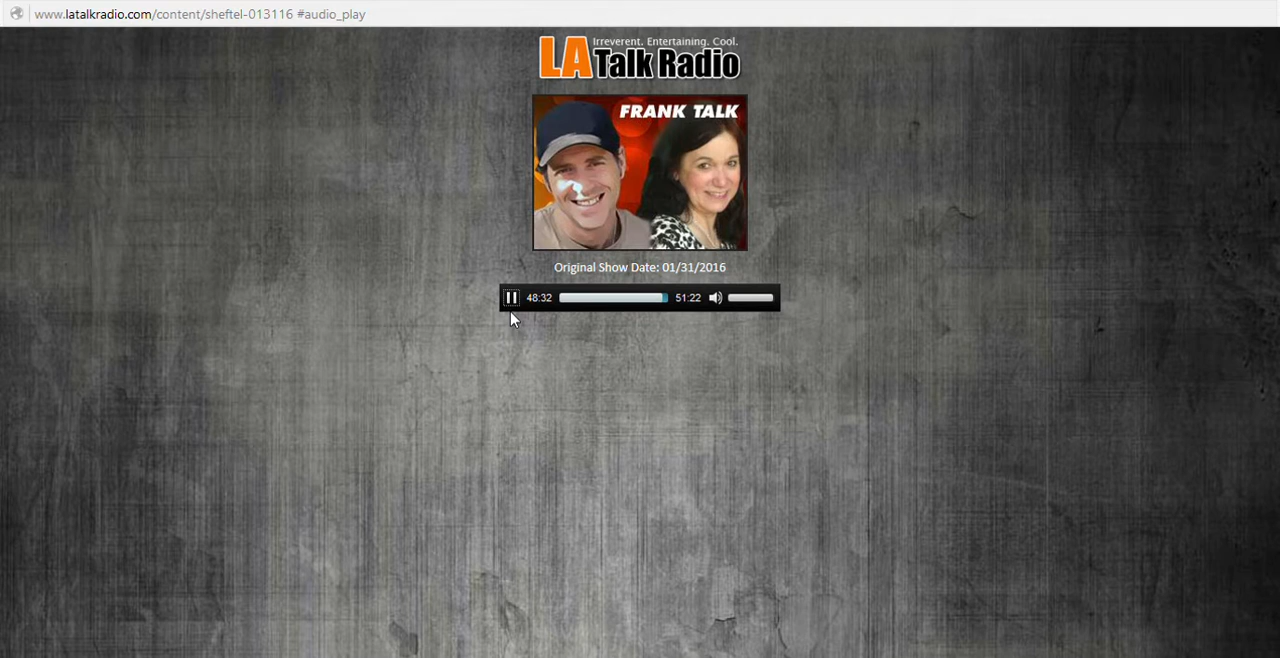 www.latalkradio.com/content/sheftel-013116 #audio_play
Irreverent. Entertaining. Cool.
LA Talk Radio
FRANK TALK
Original Show Date: 01/31/2016
48:32 51:22